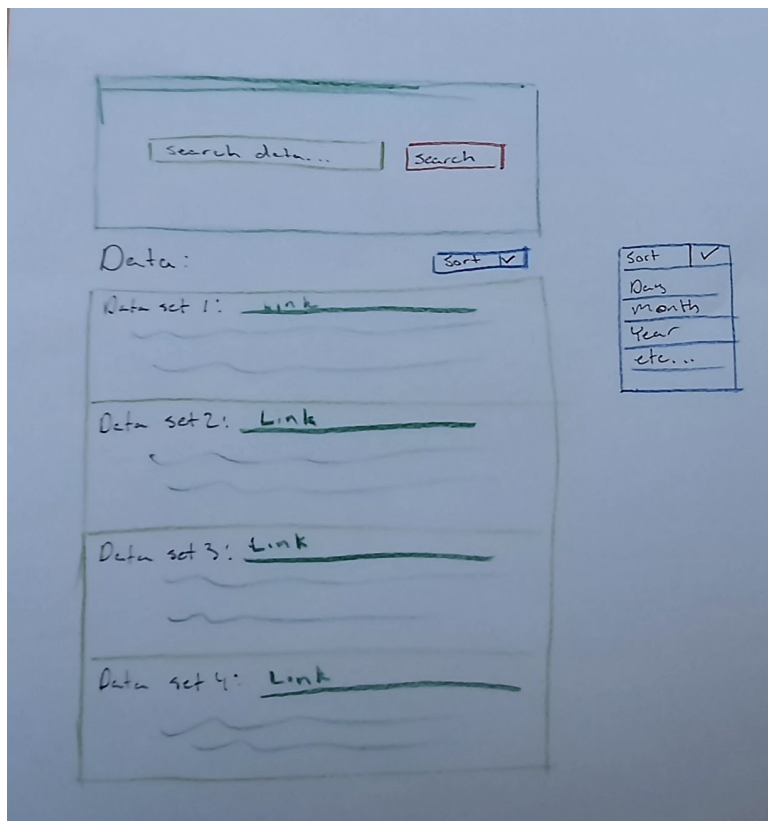 search data...
search
Data:
Sort
Data set 1: Link
Data set 2: Link
Data set 3: Link
Data set 4: Link
Sort
Day
month
Year
etc...